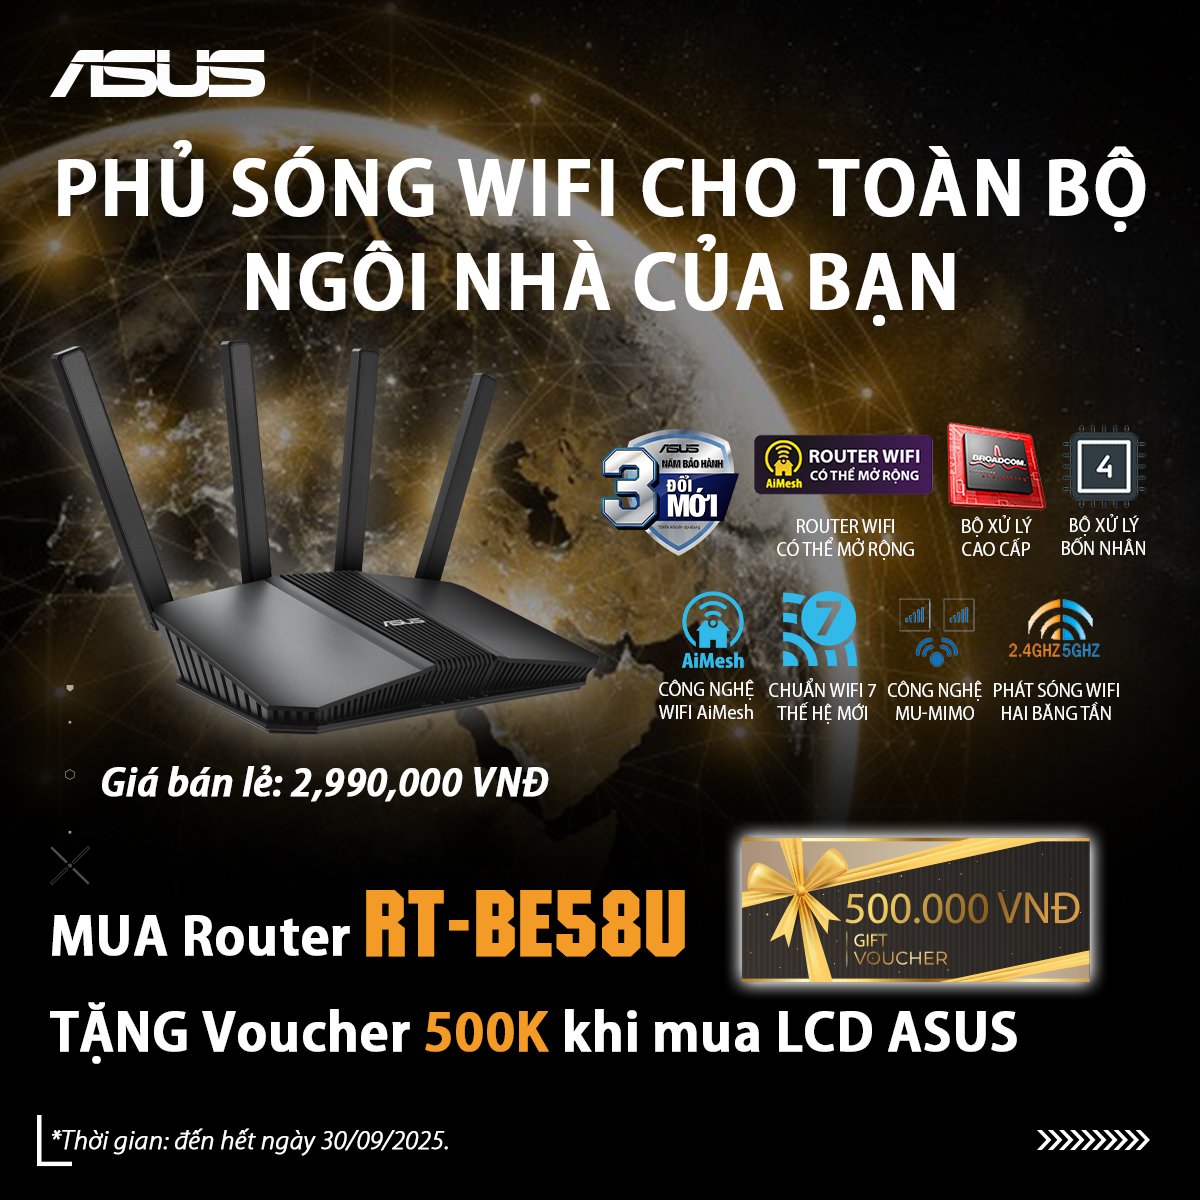 ASUS
PHỦ SÓNG WIFI CHO TOÀN BỘ
NGÔI NHÀ CỦA BẠN
ASUS
3 NĂM BẢO HÀNH
ĐỔI
MỚI
AiMesh
ROUTER WIFI
CÓ THỂ MỞ RỘNG
BROADCOM
4
ROUTER WIFI
CÓ THỂ MỞ RỘNG
BỘ XỬ LÝ
CAO CẤP
BỘ XỬ LÝ
BỐN NHÂN
AiMesh
7
2.4GHZ 5GHZ
CÔNG NGHỆ
WIFI AiMesh
CHUẨN WIFI 7
THẾ HỆ MỚI
CÔNG NGHỆ
MU-MIMO
PHÁT SÓNG WIFI
HAI BĂNG TẦN
ASUS
Giá bán lẻ: 2,990,000 VNĐ
MUA Router RT-BE58U
500.000 VNĐ
GIFT
VOUCHER
TẶNG Voucher 500K khi mua LCD ASUS
*Thời gian: đến hết ngày 30/09/2025.